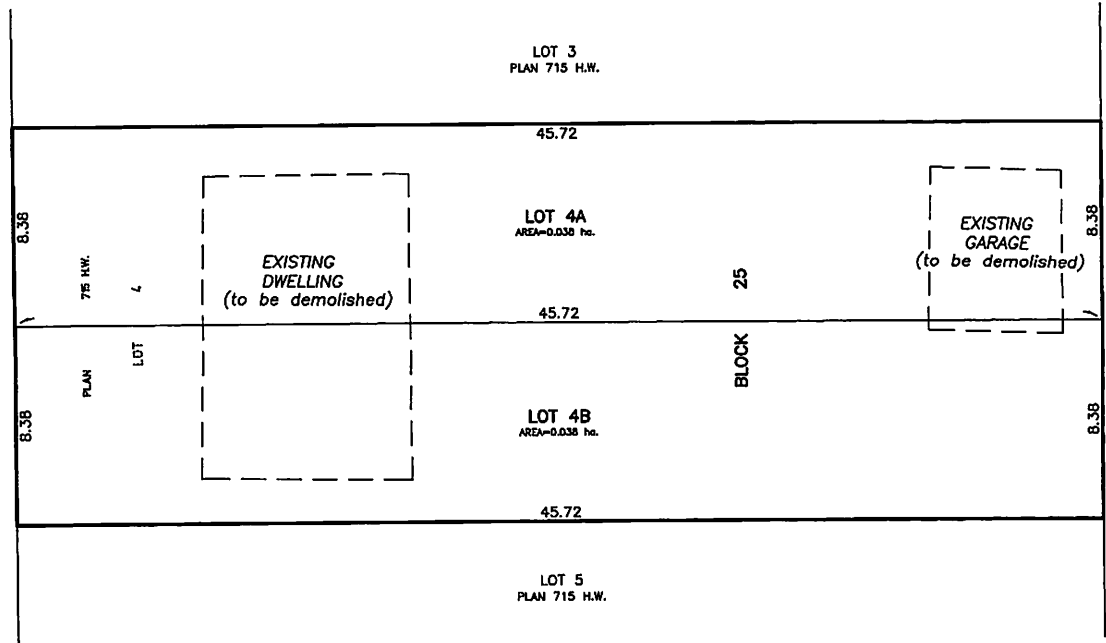 LOT 3
PLAN 715 H.W.
45.72
8.38
LOT 4A
AREA=0.038 ha.
8.38
EXISTING
GARAGE
(to be demolished)
EXISTING
DWELLING
(to be demolished)
PLAN 715 H.W.
LOT 4
BLOCK 25
45.72
8.38
LOT 4B
AREA=0.038 ha.
8.38
45.72
LOT 5
PLAN 715 H.W.